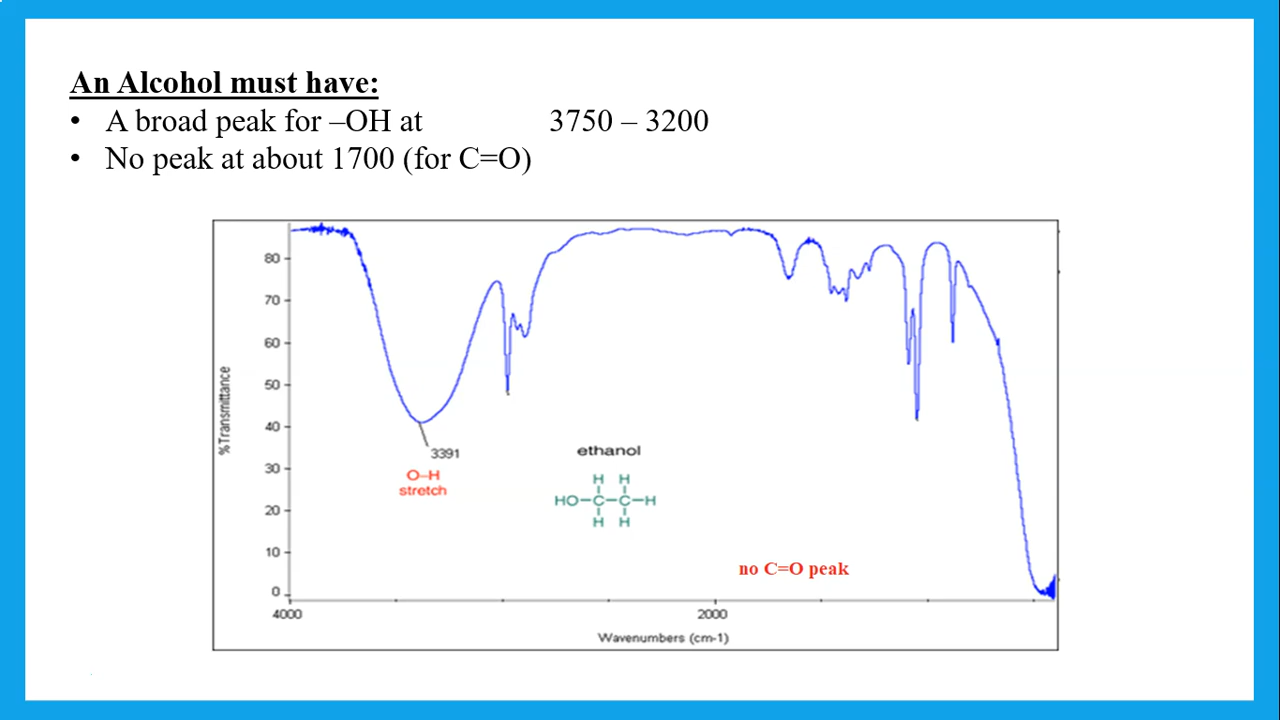 An Alcohol must have:
• A broad peak for –OH at 3750 – 3200
• No peak at about 1700 (for C=O)
80
70
60
50
40
30
20
10
0
%Transmittance
3391
O–H
stretch
ethanol
H H
HO–C–C–H
H H
no C=O peak
4000 2000
Wavenumbers (cm-1)